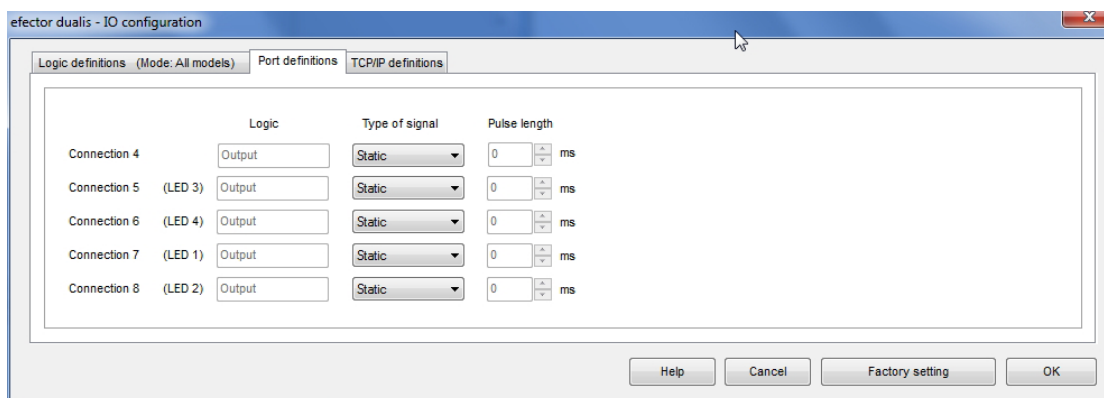 efector dualis - IO configuration
Logic definitions (Mode: All models) Port definitions TCP/IP definitions
Logic Type of signal Pulse length
Connection 4 Output Static 0 ms
Connection 5 (LED 3) Output Static 0 ms
Connection 6 (LED 4) Output Static 0 ms
Connection 7 (LED 1) Output Static 0 ms
Connection 8 (LED 2) Output Static 0 ms
Help Cancel Factory setting OK